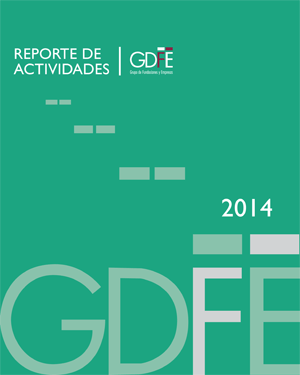 REPORTE DE
ACTIVIDADES
GDFE
Grupo de Fundaciones y Empresas
2014
GDFE